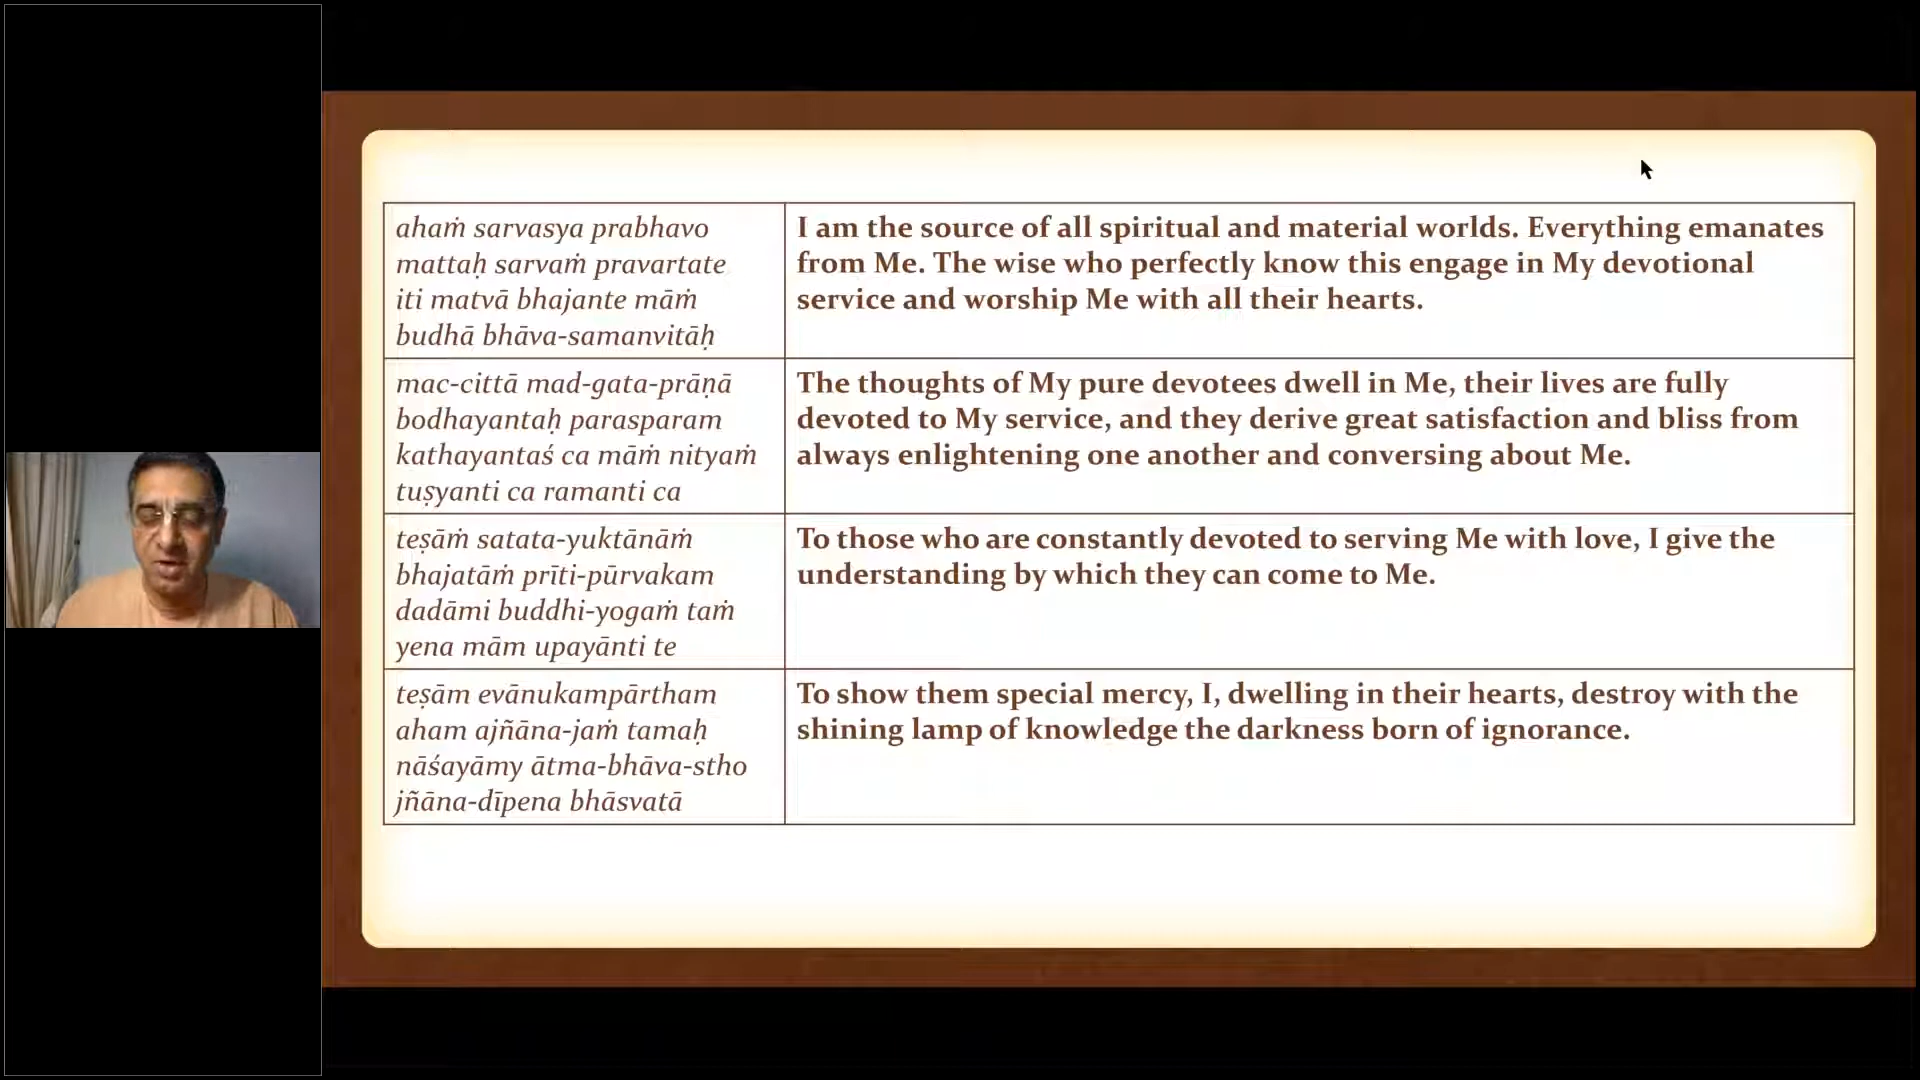 ahaṁ sarvasya prabhavo
mattaḥ sarvaṁ pravartate
iti matvā bhajante māṁ
budhā bhāva-samanvitāḥ
I am the source of all spiritual and material worlds. Everything emanates
from Me. The wise who perfectly know this engage in My devotional
service and worship Me with all their hearts.
mac-cittā mad-gata-prāṇā
bodhayantaḥ parasparam
kathayantaś ca māṁ nityaṁ
tuṣyanti ca ramanti ca
The thoughts of My pure devotees dwell in Me, their lives are fully
devoted to My service, and they derive great satisfaction and bliss from
always enlightening one another and conversing about Me.
teṣāṁ satata-yuktānāṁ
bhajatāṁ prīti-pūrvakam
dadāmi buddhi-yogaṁ taṁ
yena mām upayānti te
To those who are constantly devoted to serving Me with love, I give the
understanding by which they can come to Me.
teṣām evānukampārtham
aham ajñāna-jaṁ tamaḥ
nāśayāmy ātma-bhāva-stho
jñāna-dīpena bhāsvatā
To show them special mercy, I, dwelling in their hearts, destroy with the
shining lamp of knowledge the darkness born of ignorance.